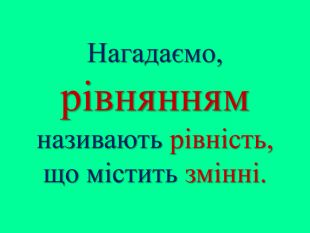 Нагадаємо,
рівнянням
називають рівність,
що містить змінні.